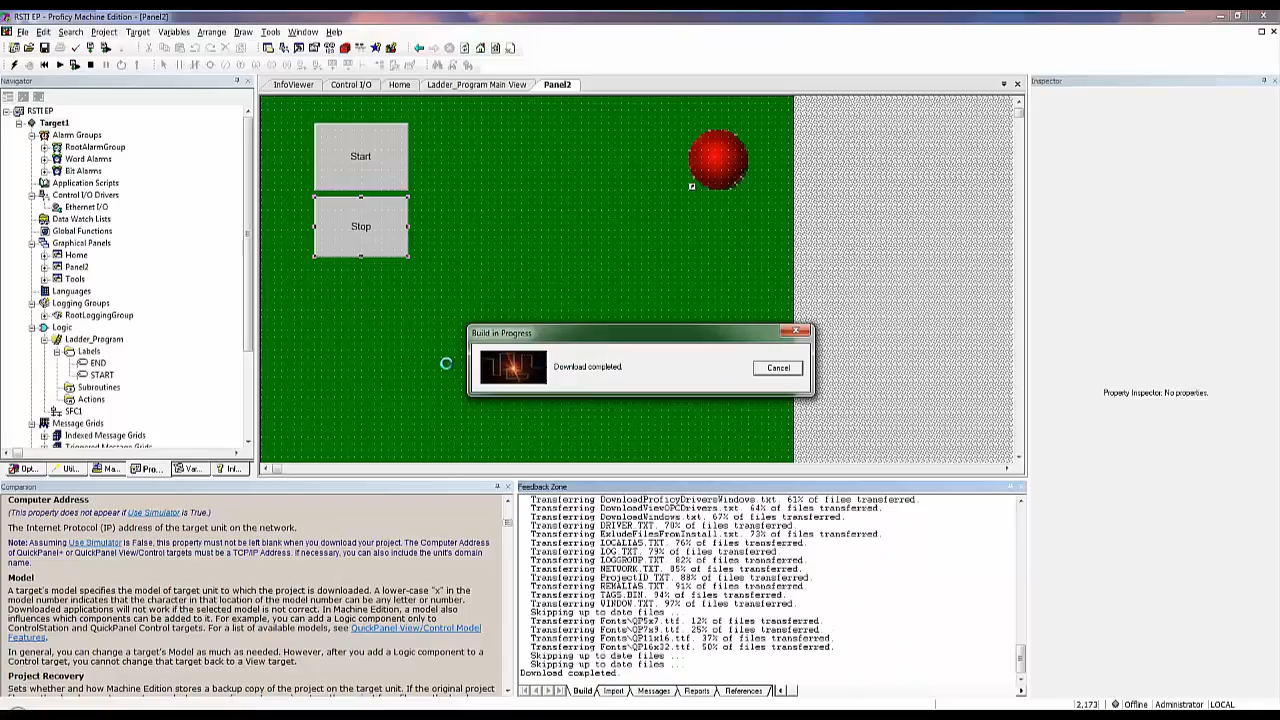 RSTI EP - Proficy Machine Edition - [Panel2]
File Edit Search Project Target Variables Arrange Draw Tools Window Help
Navigator
InfoViewer Control I/O Home Ladder_Program Main View Panel2
Inspector
RSTI EP
Target1
Alarm Groups
RootAlarmGroup
Word Alarms
Bit Alarms
Application Scripts
Control I/O Drivers
Ethernet I/O
Data Watch Lists
Global Functions
Graphical Panels
Home
Panel2
Tools
Languages
Logging Groups
RootLoggingGroup
Logic
Ladder_Program
Labels
END
START
Subroutines
Actions
SFC1
Message Grids
Indexed Message Grids
Start
Stop
Build in Progress
Download completed.
Cancel
Property Inspector: No properties.
Opt... Uti... Ma... Pro... Var... Inf...
Companion
Computer Address
(This property does not appear if Use Simulator is True.)
The Internet Protocol (IP) address of the target unit on the network.
Note: Assuming Use Simulator is False, this property must not be left blank when you download your project. The Computer Address
of QuickPanel+ or QuickPanel View/Control targets must be a TCP/IP Address. If necessary, you can also include the unit's domain
name.
Model
A target's model specifies the model of target unit to which the project is downloaded. A lower-case "x" in the
model number indicates that the character in that location of the model number can be any letter or number.
Downloaded applications will not work if the selected model is not correct. In Machine Edition, a model also
influences which components can be added to it. For example, you can add a Logic component only to
ControlStation and QuickPanel Control targets. For a list of available models, see QuickPanel View/Control Model
Features.
In general, you can change a target's Model as much as needed. However, after you add a Logic component to a
Control target, you cannot change that target back to a View target.
Project Recovery
Sets whether and how Machine Edition stores a backup copy of the project on the target unit. If the original project
Feedback Zone
Transferring DownloadProficyDriversWindows.txt. 61% of files transferred.
Transferring DownloadViewOPCDrivers.txt. 64% of files transferred.
Transferring DownloadWindows.txt. 67% of files transferred.
Transferring DRIVER.TXT. 70% of files transferred.
Transferring ExludeFilesFromInstall.txt. 73% of files transferred.
Transferring LOCALIAS.TXT. 76% of files transferred.
Transferring LOG.TXT. 79% of files transferred.
Transferring LOGGROUP.TXT. 82% of files transferred.
Transferring NETWORK.TXT. 85% of files transferred.
Transferring ProjectID.TXT. 88% of files transferred.
Transferring REMALIAS.TXT. 91% of files transferred.
Transferring TAGS.BIN. 94% of files transferred.
Transferring WINDOW.TXT. 97% of files transferred.
Skipping up to date files ...
Transferring Fonts\QP5x7.ttf. 12% of files transferred.
Transferring Fonts\QP7x9.ttf. 25% of files transferred.
Transferring Fonts\QP11x16.ttf. 37% of files transferred.
Transferring Fonts\QP16x32.ttf. 50% of files transferred.
Skipping up to date files ...
Skipping up to date files ...
Download completed.
Build Import Messages Reports References
2,173 Offline Administrator LOCAL